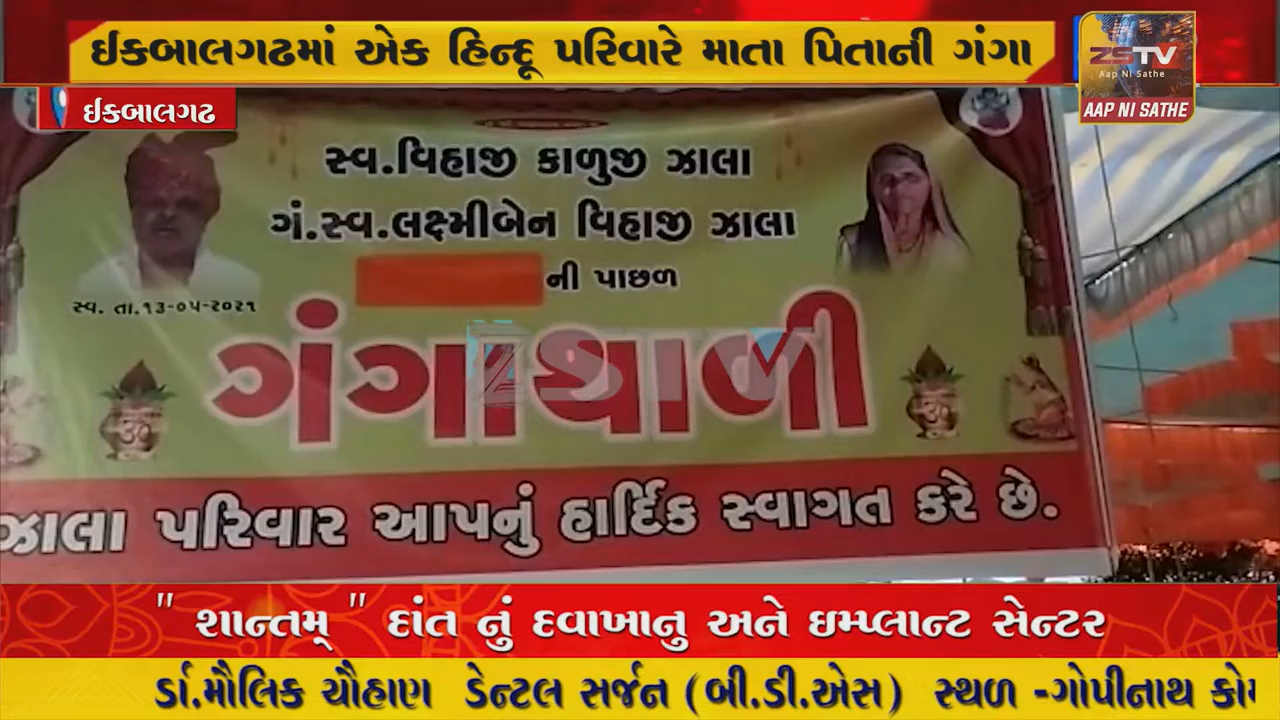 ઈકબાલગઢમાં એક હિન્દૂ પરિવારે માતા પિતાની ગંગા
ZSTV
Aap Ni Sathe
AAP NI SATHE
ઈકબાલગઢ
સ્વ.વિહાજી કાળુજી ઝાલા
ગં.સ્વ.લક્ષ્મીબેન વિહાજી ઝાલા
ની પાછળ
સ્વ. તા.૧૩-૦૫-૨૦૨૧
ગંગાથાળી
ZSTV
ઝાલા પરિવાર આપનું હાર્દિક સ્વાગત કરે છે.
" શાન્તમ્ " દાંત નું દવાખાનુ અને ઇમ્પ્લાન્ટ સેન્ટર
ર્ડા.મૌલિક ચૌહાણ ડેન્ટલ સર્જન (બી.ડી.એસ) સ્થળ -ગોપીનાથ